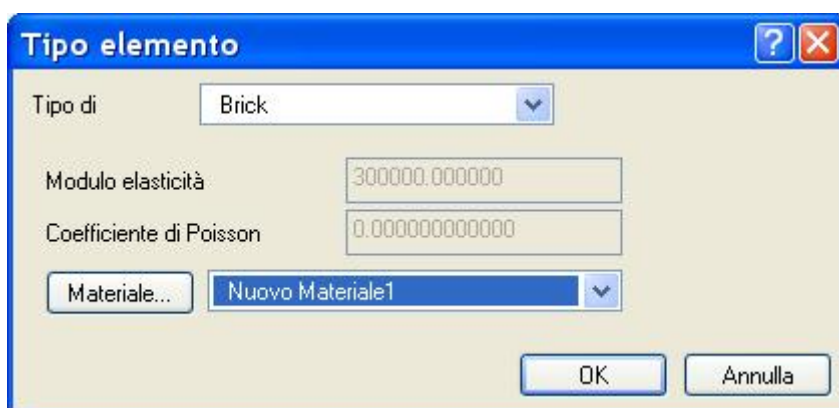 Tipo elemento
Tipo di Brick
Modulo elasticità 300000.000000
Coefficiente di Poisson 0.000000000000
Materiale... Nuovo Materiale1
OK Annulla